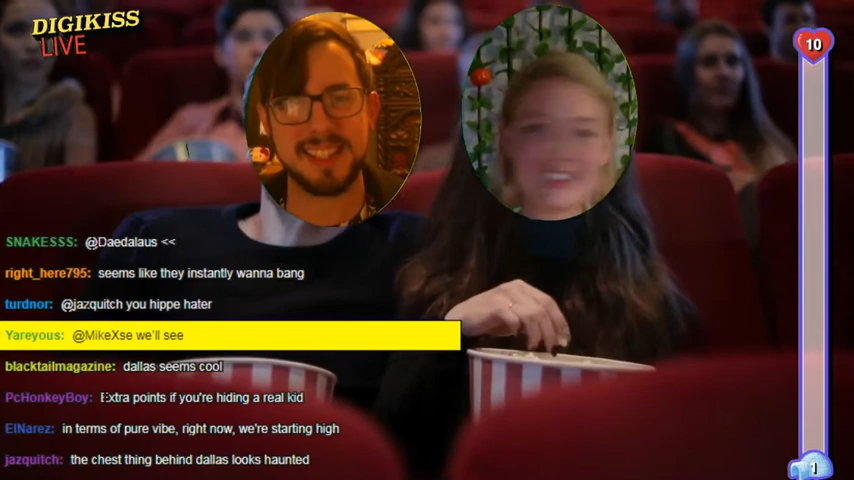 DIGIKISS
LIVE
10
SNAKESSS: @Daedalaus <<
right_here795: seems like they instantly wanna bang
turdnor: @jazquitch you hippe hater
Yareyous: @MikeXse we'll see
blacktailmagazine: dallas seems cool
PcHonkeyBoy: Extra points if you're hiding a real kid
ElNarez: in terms of pure vibe, right now, we're starting high
jazquitch: the chest thing behind dallas looks haunted
1